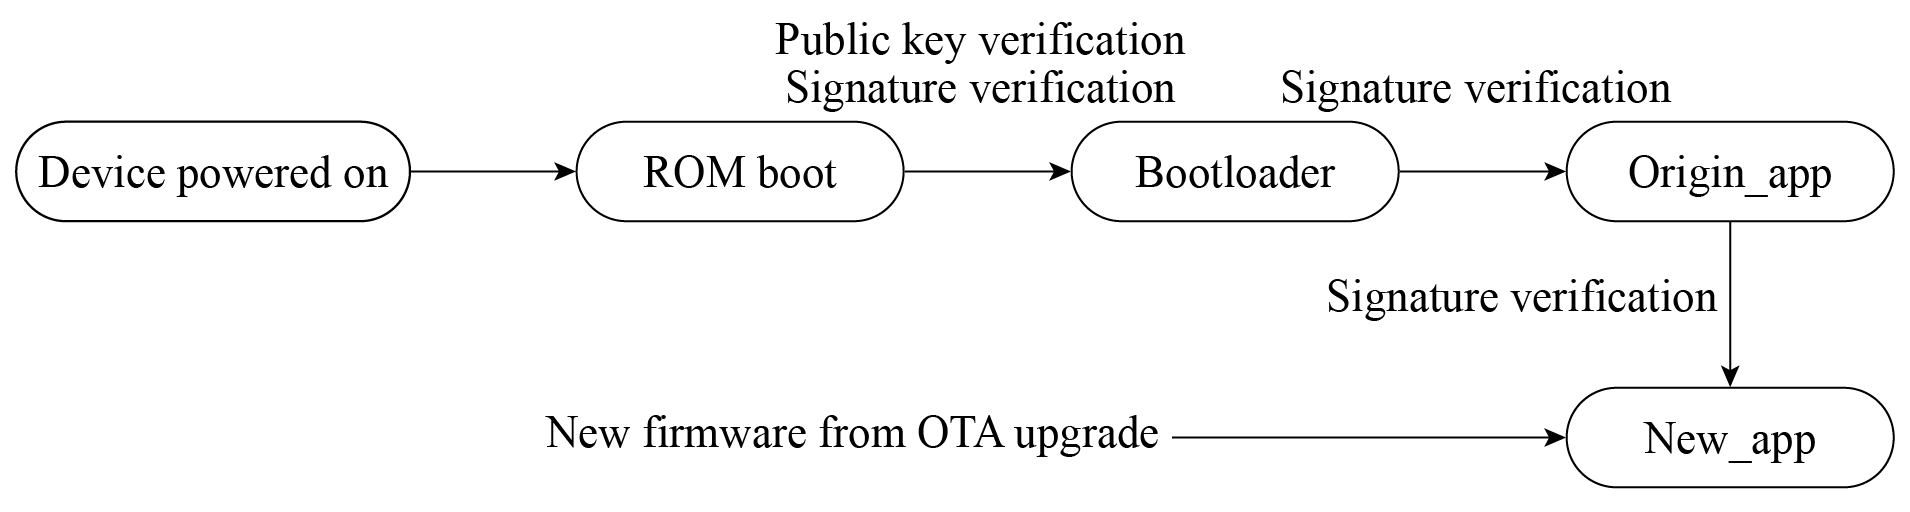 Public key verification
Signature verification
Signature verification
Device powered on
ROM boot
Bootloader
Origin_app
Signature verification
New firmware from OTA upgrade
New_app